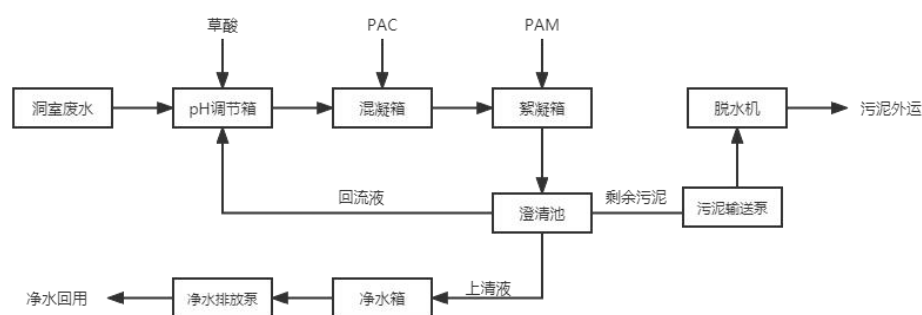 草酸
PAC
PAM
洞室废水
pH调节箱
混凝箱
絮凝箱
脱水机
污泥外运
回流液
澄清池
剩余污泥
污泥输送泵
上清液
净水回用
净水排放泵
净水箱